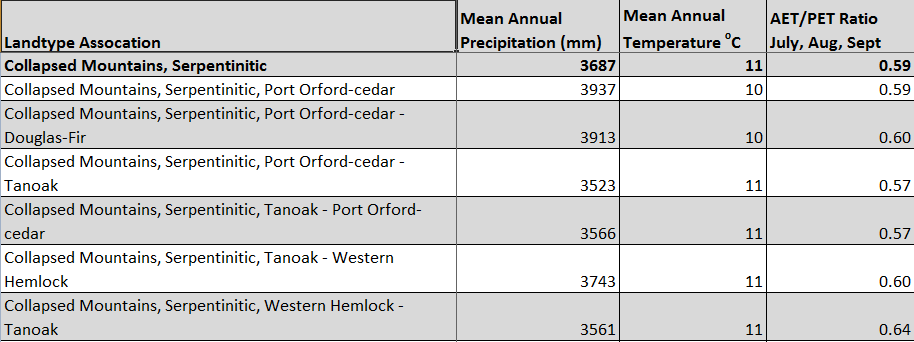 Landtype Assocation Mean Annual Precipitation (mm) Mean Annual Temperature °C AET/PET Ratio July, Aug, Sept
Collapsed Mountains, Serpentinitic 3687 11 0.59
Collapsed Mountains, Serpentinitic, Port Orford-cedar 3937 10 0.59
Collapsed Mountains, Serpentinitic, Port Orford-cedar -
Douglas-Fir 3913 10 0.60
Collapsed Mountains, Serpentinitic, Port Orford-cedar -
Tanoak 3523 11 0.57
Collapsed Mountains, Serpentinitic, Tanoak - Port Orford-
cedar 3566 11 0.57
Collapsed Mountains, Serpentinitic, Tanoak - Western
Hemlock 3743 11 0.60
Collapsed Mountains, Serpentinitic, Western Hemlock -
Tanoak 3561 11 0.64